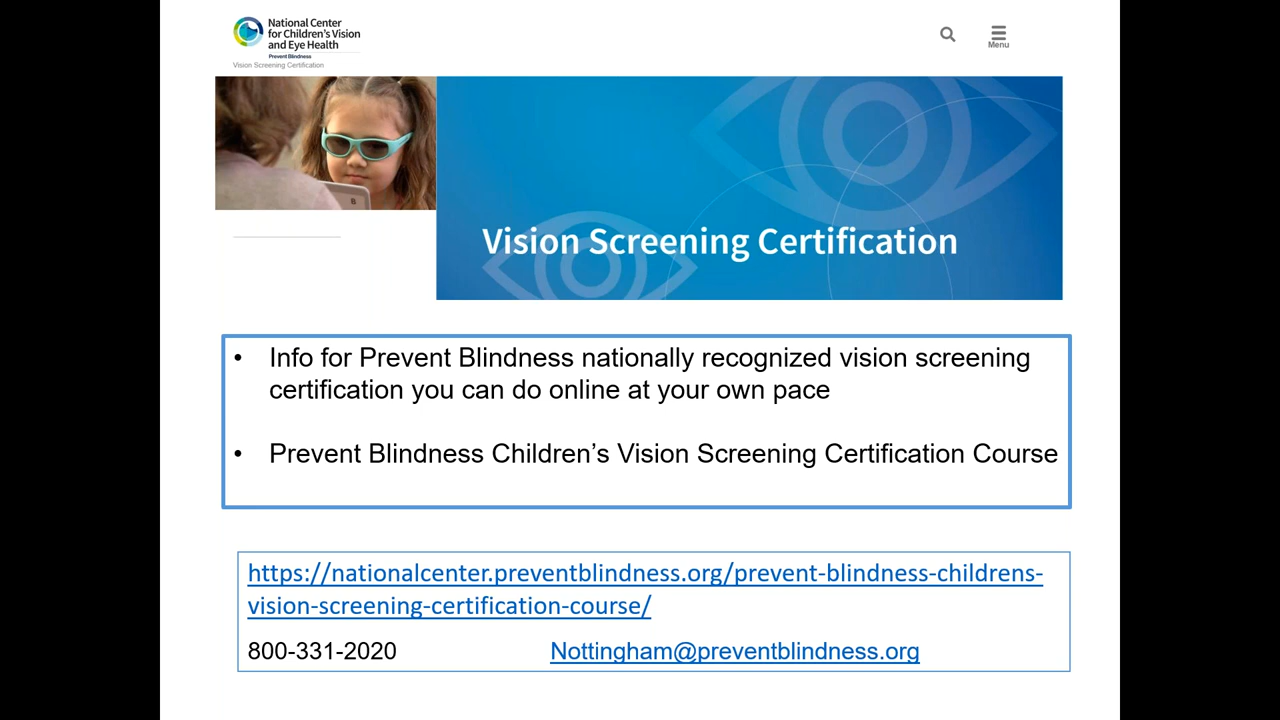 National Center
for Children's Vision
and Eye Health
Prevent Blindness
Vision Screening Certification
Menu
B
Vision Screening Certification
• Info for Prevent Blindness nationally recognized vision screening
certification you can do online at your own pace
• Prevent Blindness Children’s Vision Screening Certification Course
https://nationalcenter.preventblindness.org/prevent-blindness-childrens-
vision-screening-certification-course/
800-331-2020 Nottingham@preventblindness.org